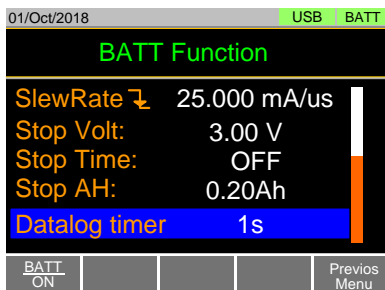 01/Oct/2018 USB BATT
BATT Function
SlewRate 25.000 mA/us
Stop Volt: 3.00 V
Stop Time: OFF
Stop AH: 0.20Ah
Datalog timer 1s
BATT
ON
Previos
Menu